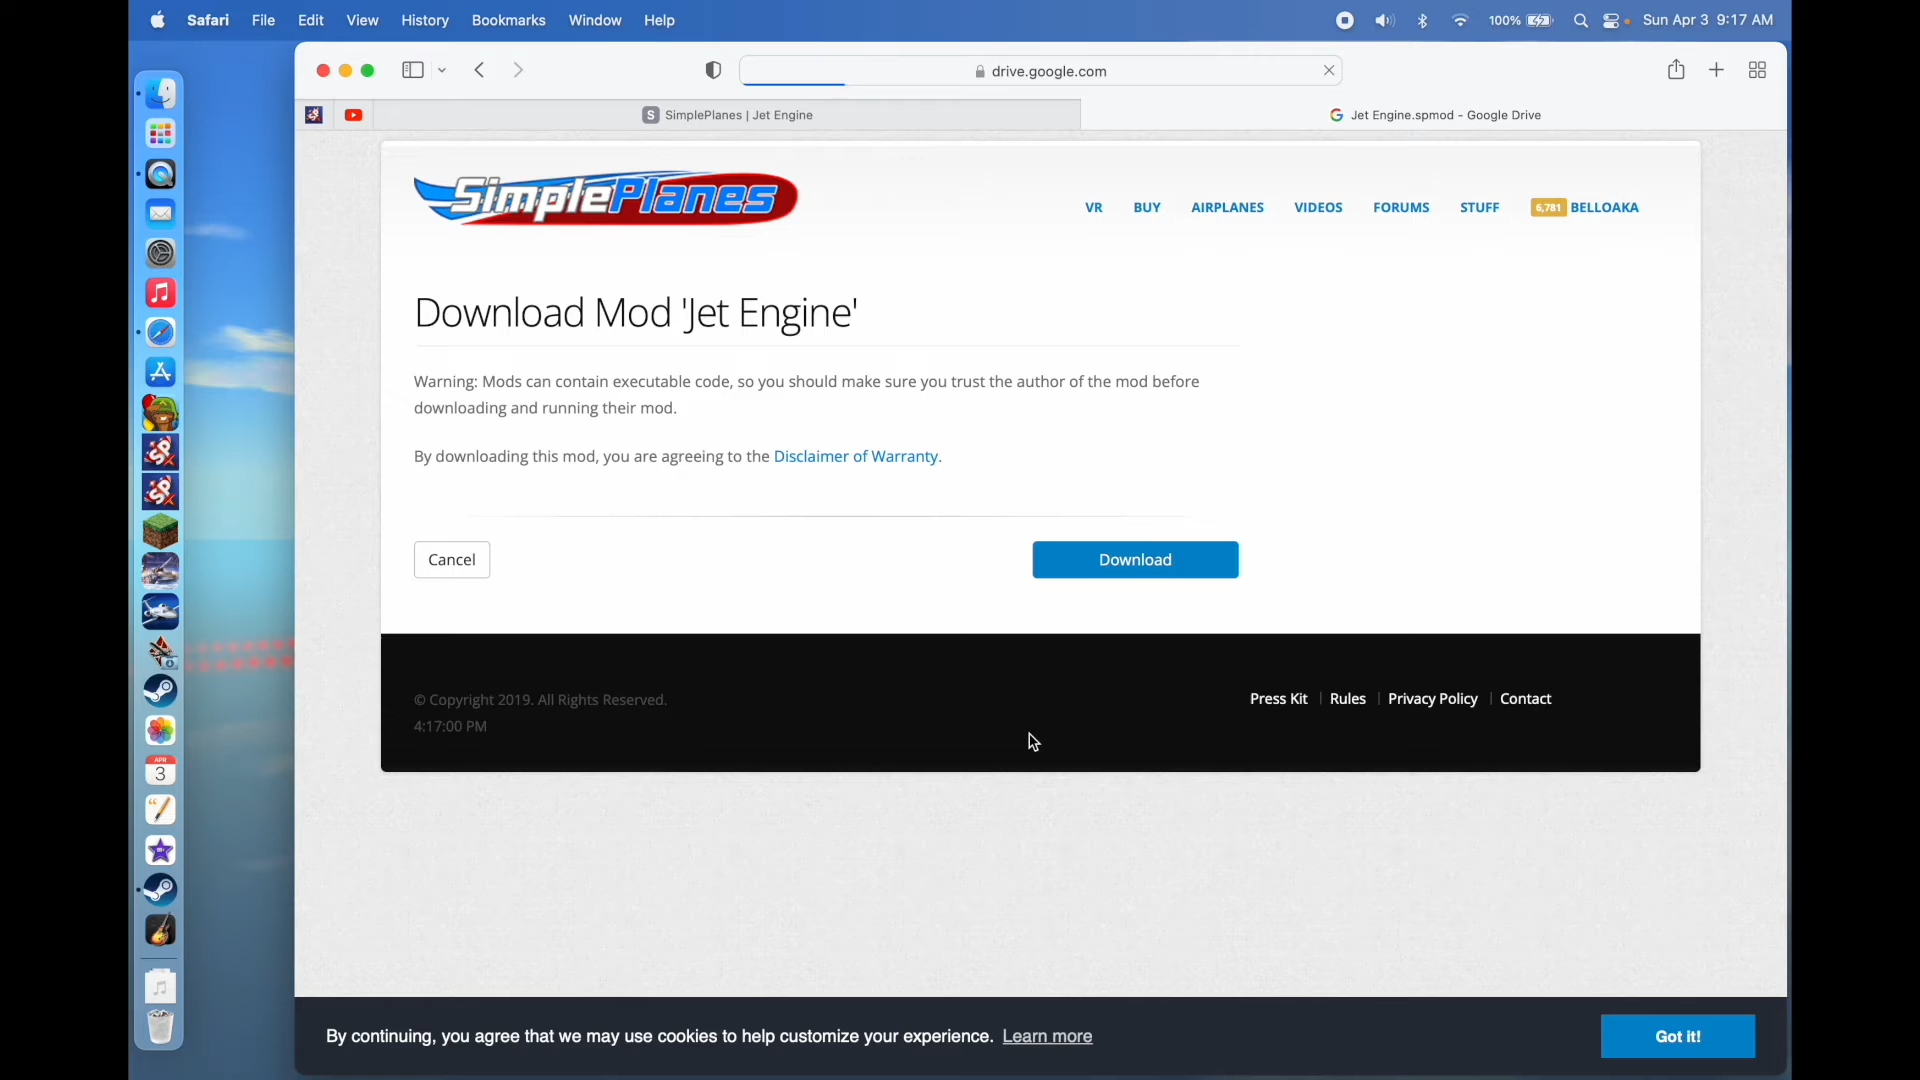 Safari File Edit View History Bookmarks Window Help 100% Sun Apr 3 9:17 AM
drive.google.com
S SimplePlanes | Jet Engine
Jet Engine.spmod - Google Drive
SimplePlanes
VR BUY AIRPLANES VIDEOS FORUMS STUFF 6,781 BELLOAKA
Download Mod 'Jet Engine'
Warning: Mods can contain executable code, so you should make sure you trust the author of the mod before
downloading and running their mod.
By downloading this mod, you are agreeing to the Disclaimer of Warranty.
Cancel
Download
SP
SP
© Copyright 2019. All Rights Reserved.
4:17:00 PM
Press Kit Rules Privacy Policy Contact
APR
3
By continuing, you agree that we may use cookies to help customize your experience. Learn more
Got it!